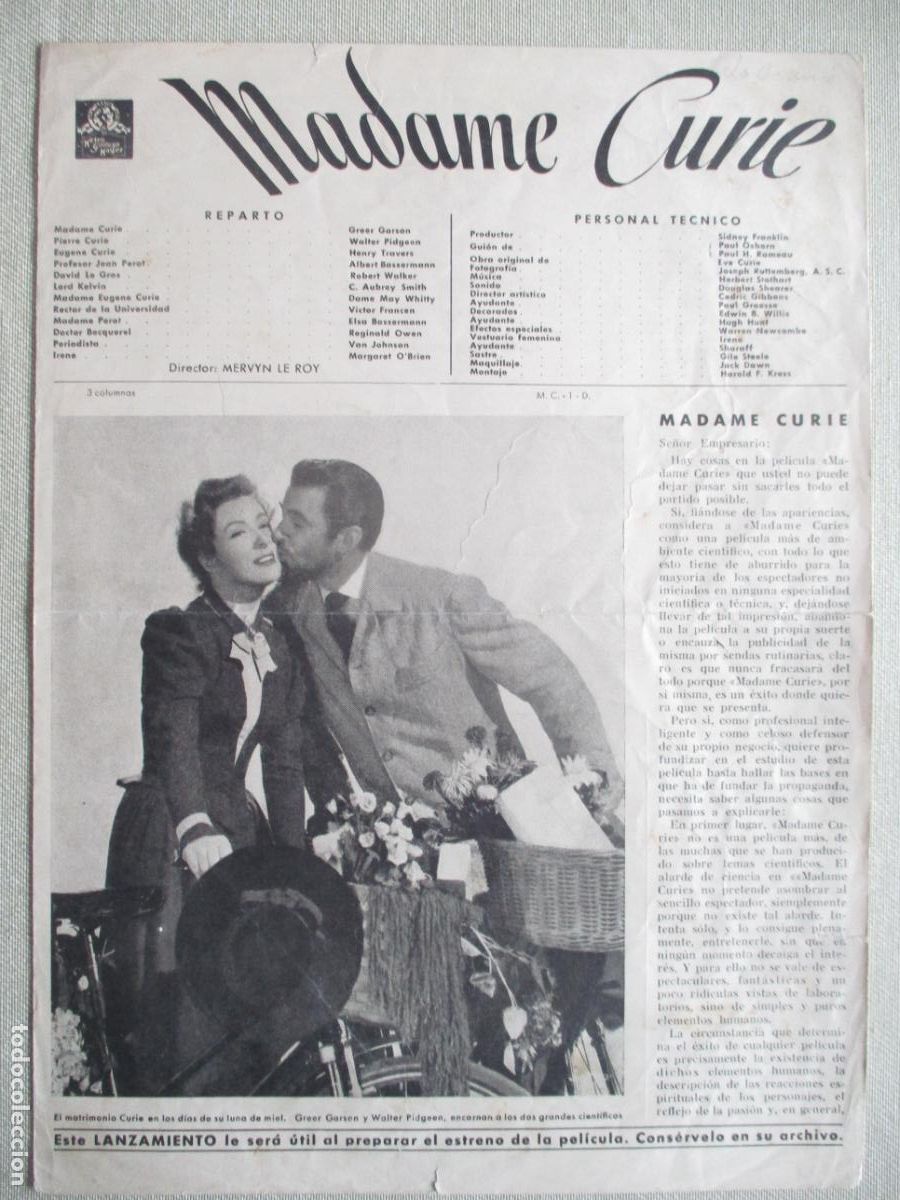 Madame Curie
Metro
Goldwyn
Mayer
REPARTO
Madame Curie . . . Greer Garson
Pierre Curie . . . Walter Pidgeon
Eugene Curie . . . Henry Travers
Profesor Jean Perot . . . Albert Bassermann
David Le Gros . . . Robert Walker
Lord Kelvin . . . C. Aubrey Smith
Madame Eugene Curie . . . Dame May Whitty
Rector de la Universidad . . . Victor Francen
Madame Perot . . . Elsa Bassermann
Doctor Becquerel . . . Reginald Owen
Periodista . . . Van Johnson
Irene . . . Margaret O'Brien
Director: MERVYN LE ROY
PERSONAL TECNICO
Productor . . . Sidney Franklin
Guión de . . . Paul Osborn
Paul H. Rameau
Obra original de . . . Eve Curie
Fotografía . . . Joseph Ruttemberg, A. S. C.
Música . . . Herbert Stothart
Sonido . . . Douglas Shearer
Director artístico . . . Cedric Gibbons
Ayudante . . . Paul Groesse
Decorados . . . Edwin B. Willis
Ayudante . . . Hugh Hunt
Efectos especiales . . . Warren Newcombe
Vestuario femenino . . . Irene
Ayudante . . . Sharaff
Sastre . . . Gile Steele
Maquillaje . . . Jack Dawn
Montaje . . . Harold F. Kress
3 columnas
M. C. - 1 - D.
MADAME CURIE
Señor Empresario:
Hay cosas en la película «Ma-
dame Curie» que usted no puede
dejar pasar sin sacarles todo el
partido posible.
Si, fiándose de las apariencias,
considera a «Madame Curie»
como una película más de am-
biente científico, con todo lo que
esto tiene de aburrido para la
mayoría de los espectadores no
iniciados en ninguna especialidad
científica o técnica, y, dejándose
llevar de tal impresión, abando-
na la película a su propia suerte
o encauza la publicidad de la
misma por sendas rutinarias, cla-
ro es que nunca fracasará del
todo porque «Madame Curie», por
sí misma, es un éxito donde quie-
ra que se presenta.
Pero si, como profesional inte-
ligente y como celoso defensor
de su propio negocio, quiere pro-
fundizar en el estudio de esta
película hasta hallar las bases en
que ha de fundar la propaganda,
necesita saber algunas cosas que
pasamos a explicarle:
En primer lugar, «Madame Cu-
rie» no es una película más, de
las muchas que se han produci-
do sobre temas científicos. El
alarde de ciencia en ««Madame
Curie» no pretende asombrar al
sencillo espectador, siemplemente
porque no existe tal alarde. In-
tenta sólo, y lo consigue plena-
mente, entretenerle, sin que en
ningún momento decaiga el inte-
rés. Y para ello no se vale de es-
pectaculares, fantásticas y un
poco ridículas vistas de labora-
torios, sino de simples y puros
elementos humanos.
La circunstancia que determi-
na el éxito de cualquier película
es precisamente la existencia de
dichos elementos humanos, la
descripción de las reacciones es-
pirituales de los personajes, el
reflejo de la pasión y, en general,
El matrimonio Curie en los días de su luna de miel. Greer Garson y Walter Pidgeon, encarnan a los dos grandes científicos
Este LANZAMIENTO le será útil al preparar el estreno de la película. Consérvelo en su archivo.
todocoleccion